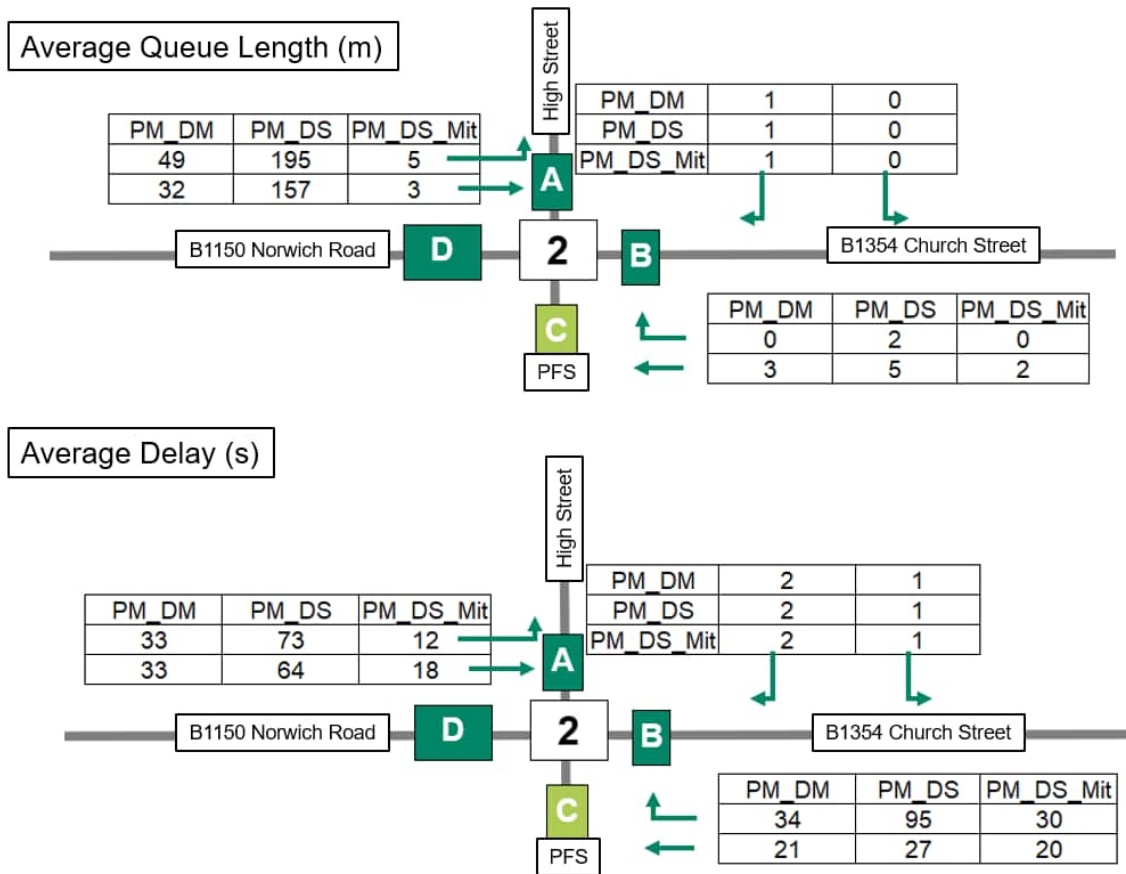 Average Queue Length (m)
High Street
PM_DM 1 0
PM_DS 1 0
PM_DS_Mit 1 0
PM_DM PM_DS PM_DS_Mit
49 195 5
32 157 3
A
B1150 Norwich Road
D
2
B
B1354 Church Street
C
PFS
PM_DM PM_DS PM_DS_Mit
0 2 0
3 5 2
Average Delay (s)
High Street
PM_DM 2 1
PM_DS 2 1
PM_DS_Mit 2 1
PM_DM PM_DS PM_DS_Mit
33 73 12
33 64 18
A
B1150 Norwich Road
D
2
B
B1354 Church Street
C
PFS
PM_DM PM_DS PM_DS_Mit
34 95 30
21 27 20